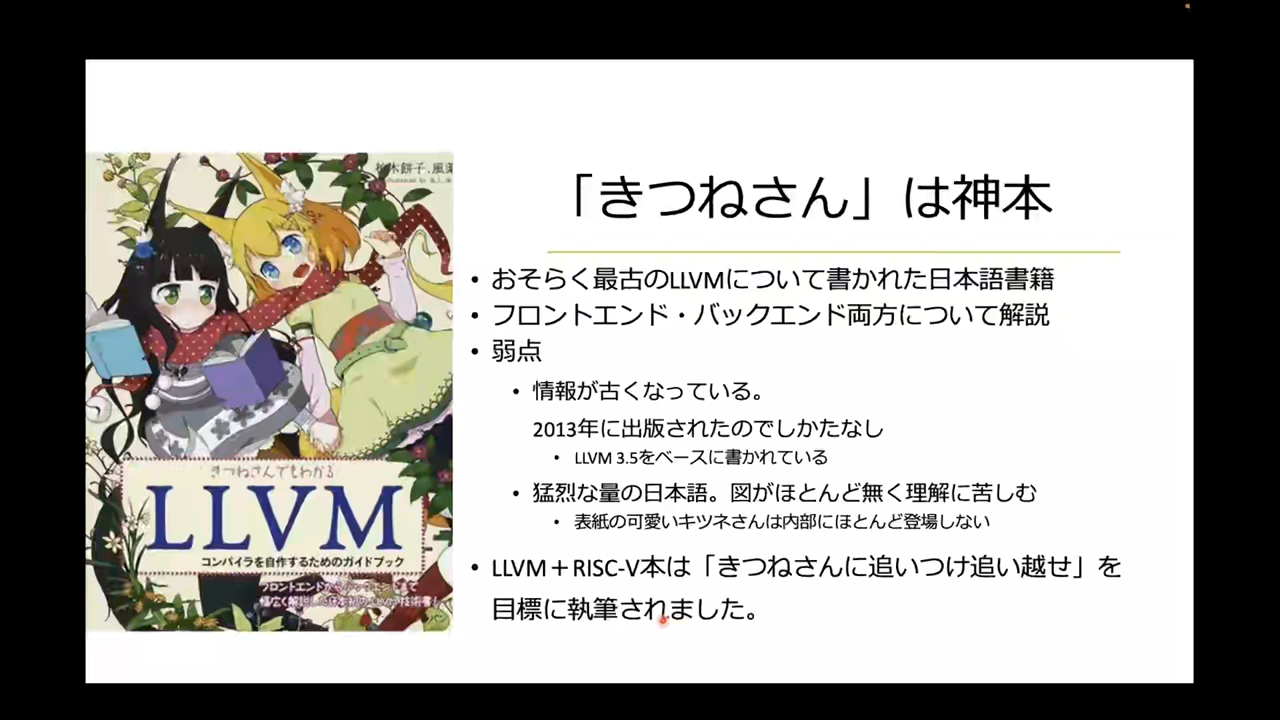 「きつねさん」は神本
• おそらく最古のLLVMについて書かれた日本語書籍
• フロントエンド・バックエンド両方について解説
• 弱点
• 情報が古くなっている。
2013年に出版されたのでしかたなし
• LLVM 3.5をベースに書かれている
• 猛烈な量の日本語。図がほとんど無く理解に苦しむ
• 表紙の可愛いキツネさんは内部にほとんど登場しない
• LLVM＋RISC-V本は「きつねさんに追いつけ追い越せ」を
目標に執筆されました。
きつねさんでもわかる
LLVM
コンパイラを自作するためのガイドブック